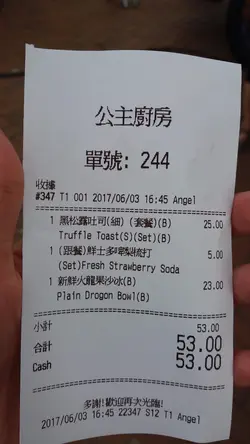 公主廚房
單號: 244
收據
#347 T1 001 2017/06/03 16:45 Angel
1 黑松露吐司(細) (套餐)(B) 25.00
Truffle Toast(S)(Set)(B)
1 (跟餐)鮮士多啤梨梳打 5.00
(Set)Fresh Strawberry Soda
1 新鮮火龍果沙冰(B) 23.00
Plain Drogon Bowl(B)
小計 53.00
合計 53.00
Cash 53.00
多謝!歡迎再次光臨!
2017/06/03 16:45 22347 S12 T1 Angel